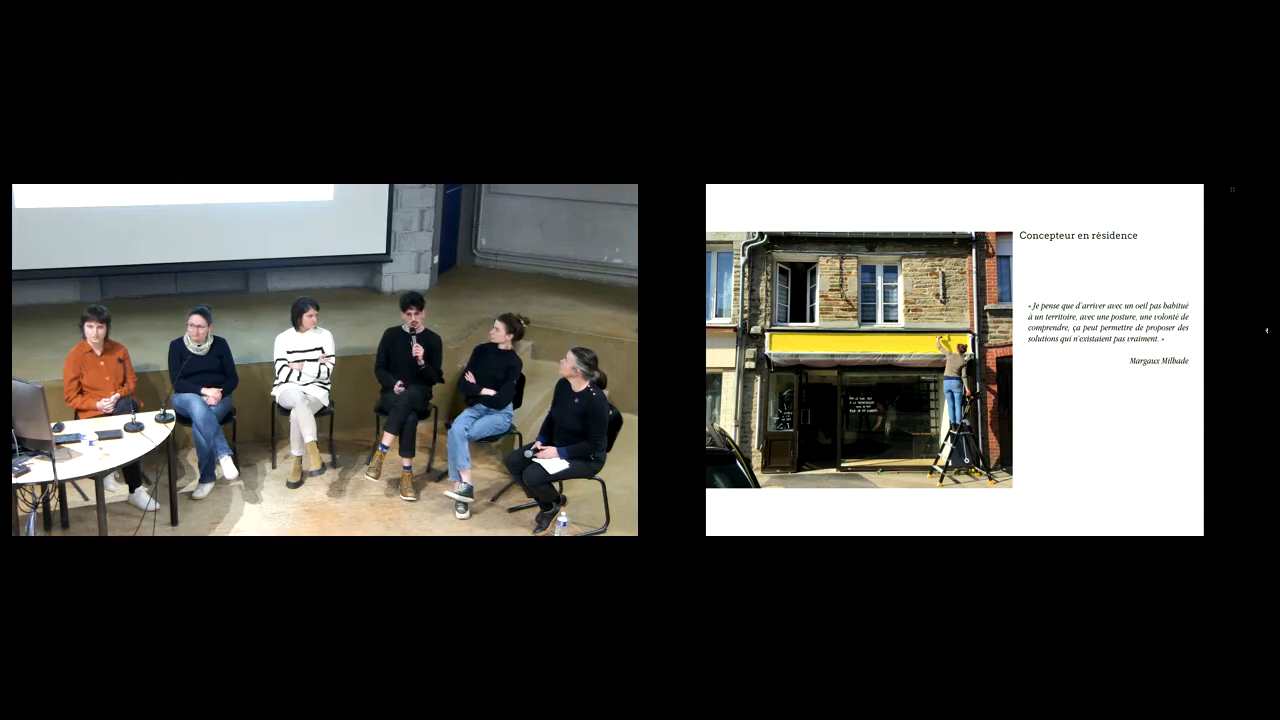 Concepteur en résidence
« Je pense que d'arriver avec un oeil pas habitué
à un territoire, avec une posture, une volonté de
comprendre, ça peut permettre de proposer des
solutions qui n'existaient pas vraiment. »
Margaux Milhade